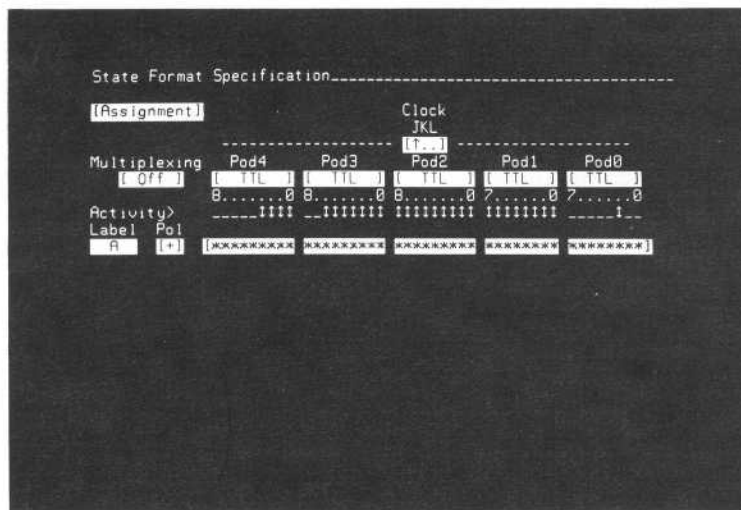 State Format Specification___________________________________
[Assignment] Clock
JKL
-------------------- [↑..] --------------------
Multiplexing Pod4 Pod3 Pod2 Pod1 Pod0
[ Off ] [ TTL ] [ TTL ] [ TTL ] [ TTL ] [ TTL ]
8.......0 8.......0 8.......0 7......0 7......0
Activity> _____↕↕↕↕ __↕↕↕↕↕↕↕ ↕↕↕↕↕↕↕↕↕ ↕↕↕↕↕↕↕↕ _____↕__
Label Pol
A [+] [********* ********* ********* ******** ********]